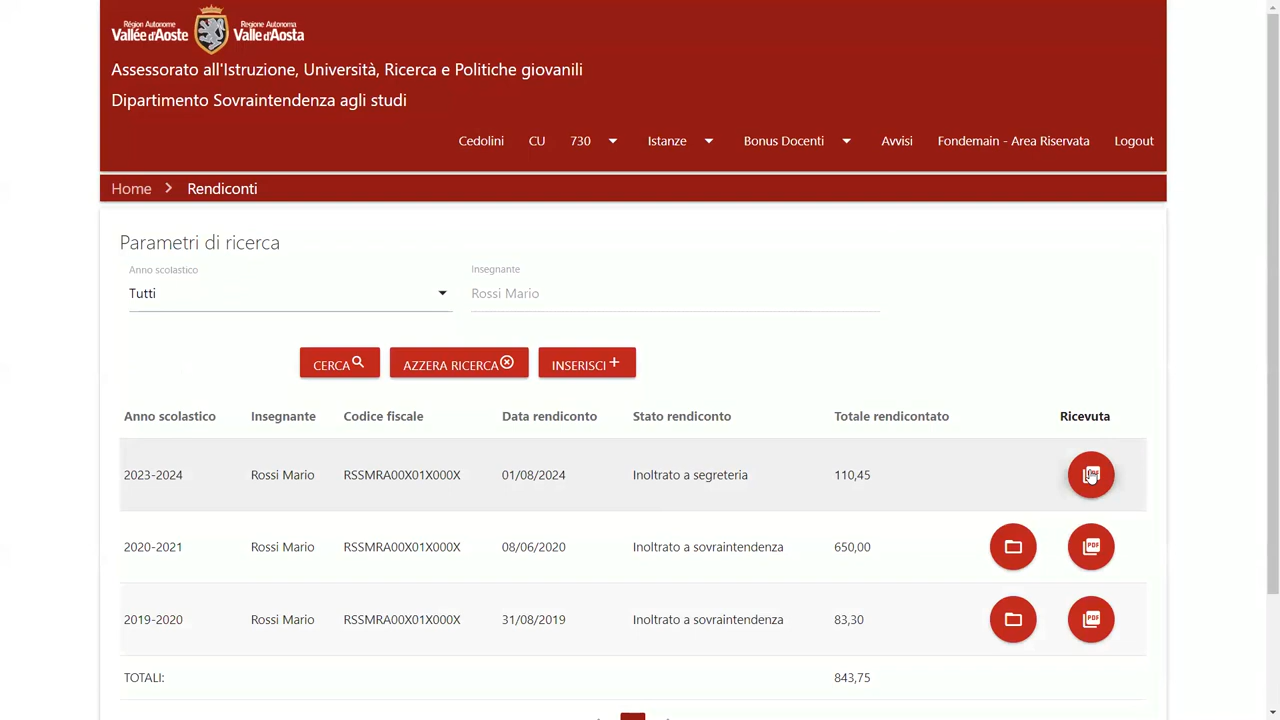 Région Autonome
Vallée d'Aoste
Regione Autonoma
Valle d'Aosta
Assessorato all'Istruzione, Università, Ricerca e Politiche giovanili
Dipartimento Sovraintendenza agli studi
Cedolini CU 730 Istanze Bonus Docenti Avvisi Fondemain - Area Riservata Logout
Home Rendiconti
Parametri di ricerca
Anno scolastico Insegnante
Tutti Rossi Mario
CERCA AZZERA RICERCA INSERISCI
Anno scolastico Insegnante Codice fiscale Data rendiconto Stato rendiconto Totale rendicontato Ricevuta
2023-2024 Rossi Mario RSSMRA00X01X000X 01/08/2024 Inoltrato a segreteria 110,45
2020-2021 Rossi Mario RSSMRA00X01X000X 08/06/2020 Inoltrato a sovraintendenza 650,00 PDF
2019-2020 Rossi Mario RSSMRA00X01X000X 31/08/2019 Inoltrato a sovraintendenza 83,30 PDF
TOTALI: 843,75